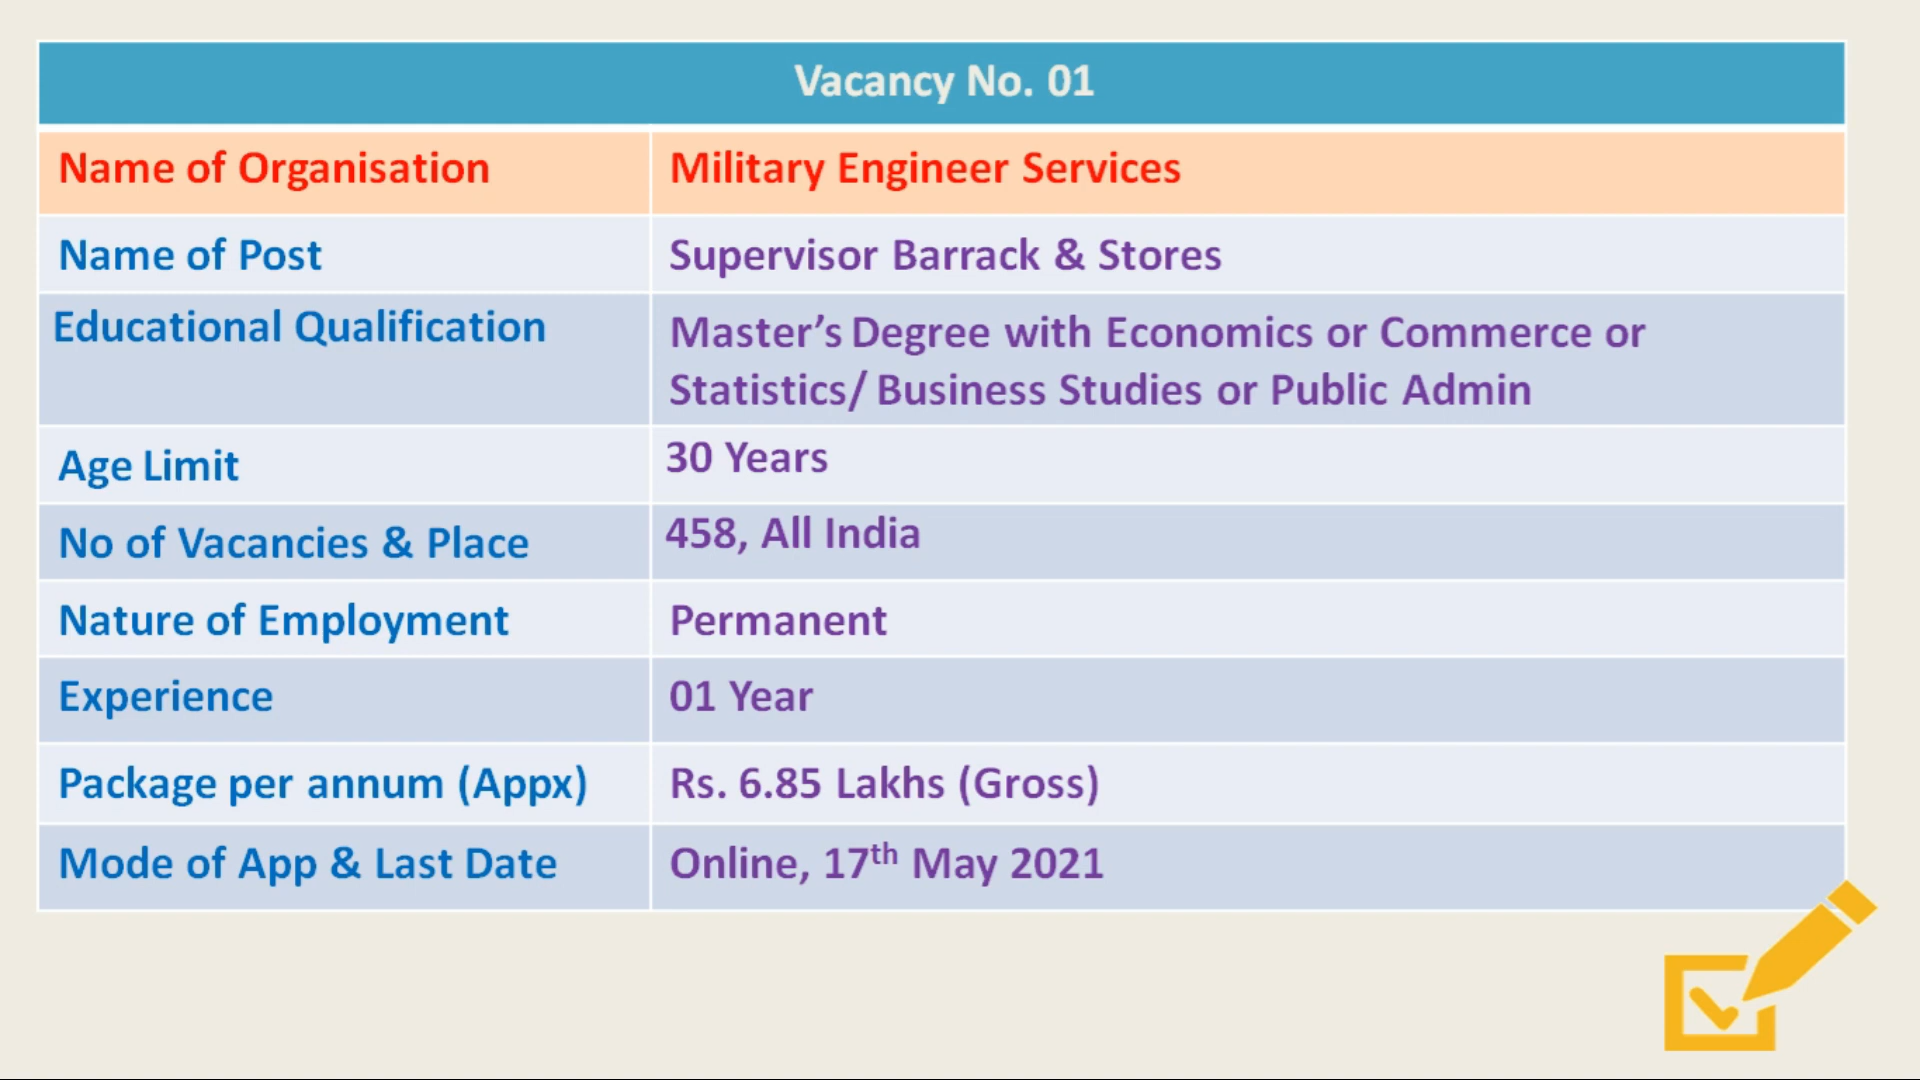 Vacancy No. 01
Name of Organisation
Military Engineer Services
Name of Post
Supervisor Barrack & Stores
Educational Qualification
Master's Degree with Economics or Commerce or
Statistics/ Business Studies or Public Admin
Age Limit
30 Years
No of Vacancies & Place
458, All India
Nature of Employment
Permanent
Experience
01 Year
Package per annum (Appx)
Rs. 6.85 Lakhs (Gross)
Mode of App & Last Date
Online, 17th May 2021